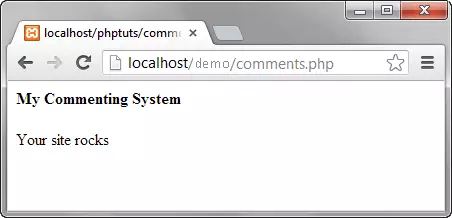 localhost/phptuts/comme
localhost/demo/comments.php
My Commenting System
Your site rocks